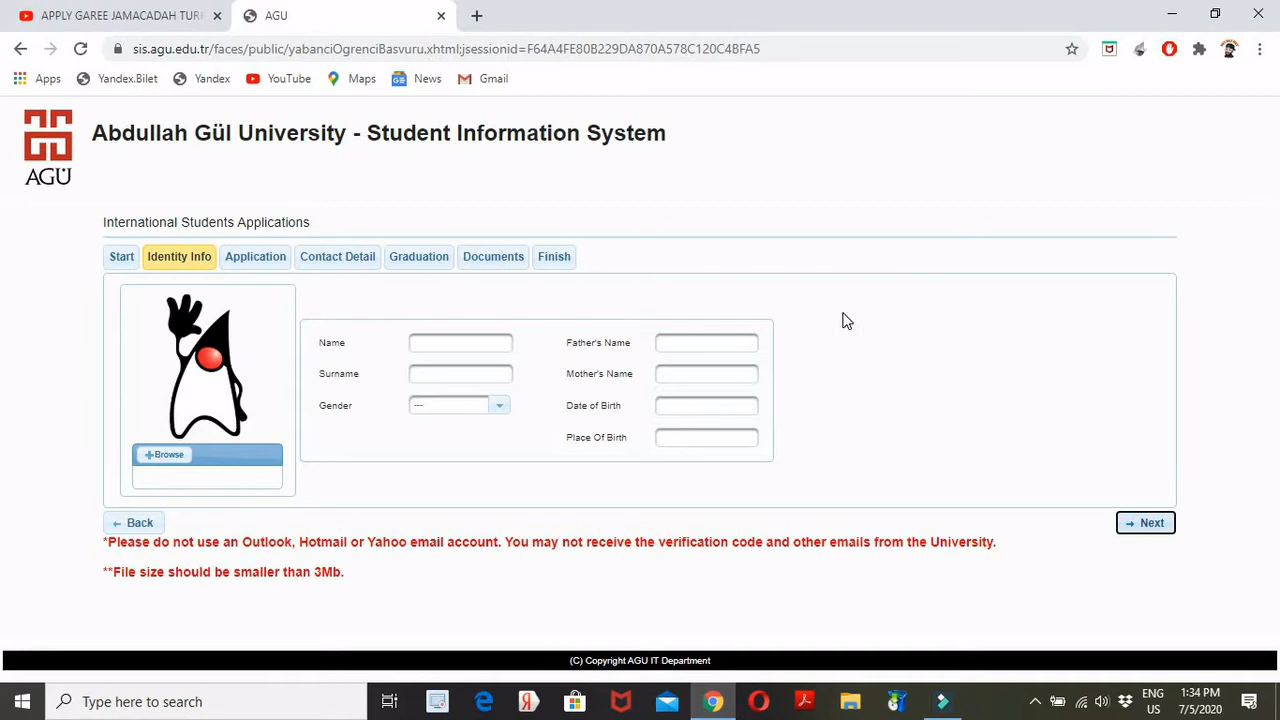 APPLY GAREE JAMACADAH TURK
AGU
sis.agu.edu.tr/faces/public/yabanciOgrenciBasvuru.xhtml;jsessionid=F64A4FE80B229DA870A578C120C4BFA5
Apps
Yandex.Bilet
Yandex
YouTube
Maps
News
Gmail
AGU
Abdullah Gül University - Student Information System
International Students Applications
Start
Identity Info
Application
Contact Detail
Graduation
Documents
Finish
Name
Father's Name
Surname
Mother's Name
Gender
---
Date of Birth
Place Of Birth
+Browse
Back
Next
*Please do not use an Outlook, Hotmail or Yahoo email acount. You may not receive the verification code and other emails from the University.
**File size should be smaller than 3Mb.
(C) Copyright AGU IT Department
Type here to search
ENG
US
1:34 PM
7/5/2020